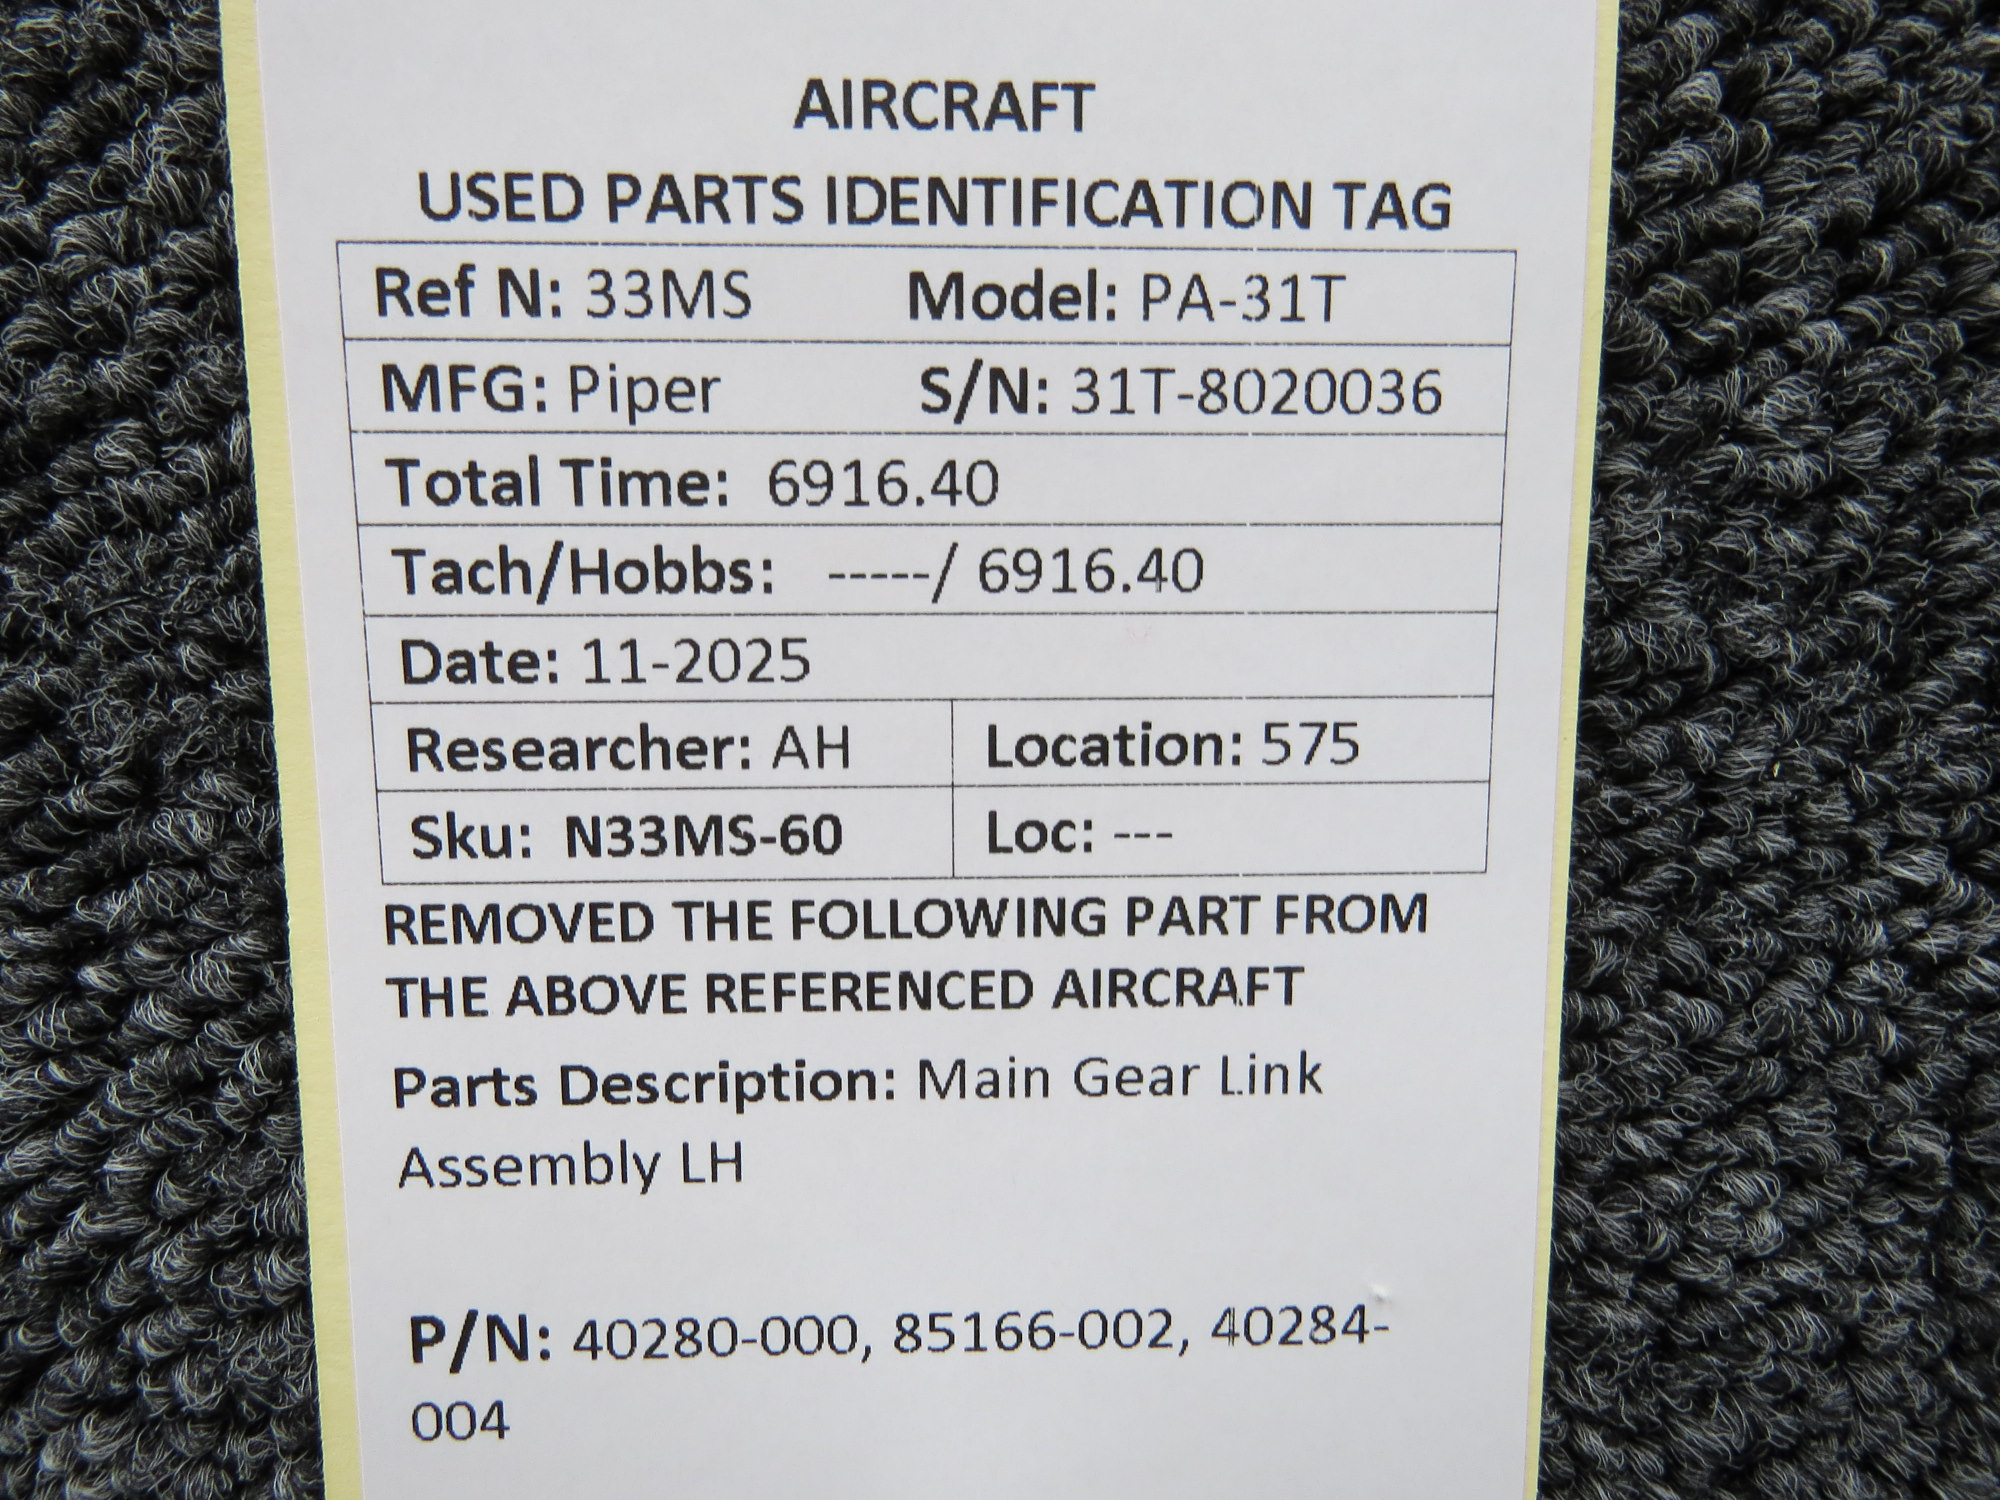 AIRCRAFT
USED PARTS IDENTIFICATION TAG
Ref N: 33MS Model: PA-31T
MFG: Piper S/N: 31T-8020036
Total Time: 6916.40
Tach/Hobbs: -----/ 6916.40
Date: 11-2025
Researcher: AH Location: 575
Sku: N33MS-60 Loc: ---
REMOVED THE FOLLOWING PART FROM
THE ABOVE REFERENCED AIRCRAFT
Parts Description: Main Gear Link
Assembly LH
P/N: 40280-000, 85166-002, 40284-
004